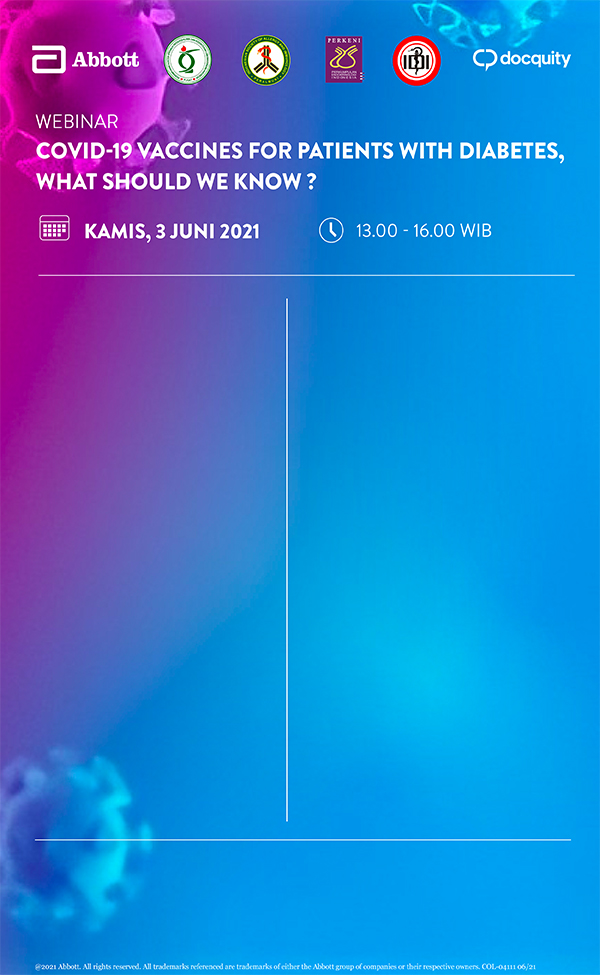 Abbott
PERKENI
docquity
WEBINAR
COVID-19 VACCINES FOR PATIENTS WITH DIABETES,
WHAT SHOULD WE KNOW ?
KAMIS, 3 JUNI 2021
13.00 - 16.00 WIB
@2021 Abbott. All rights reserved. All trademarks referenced are trademarks of either the Abbott group of companies or their respective owners. COL-04111 06/21